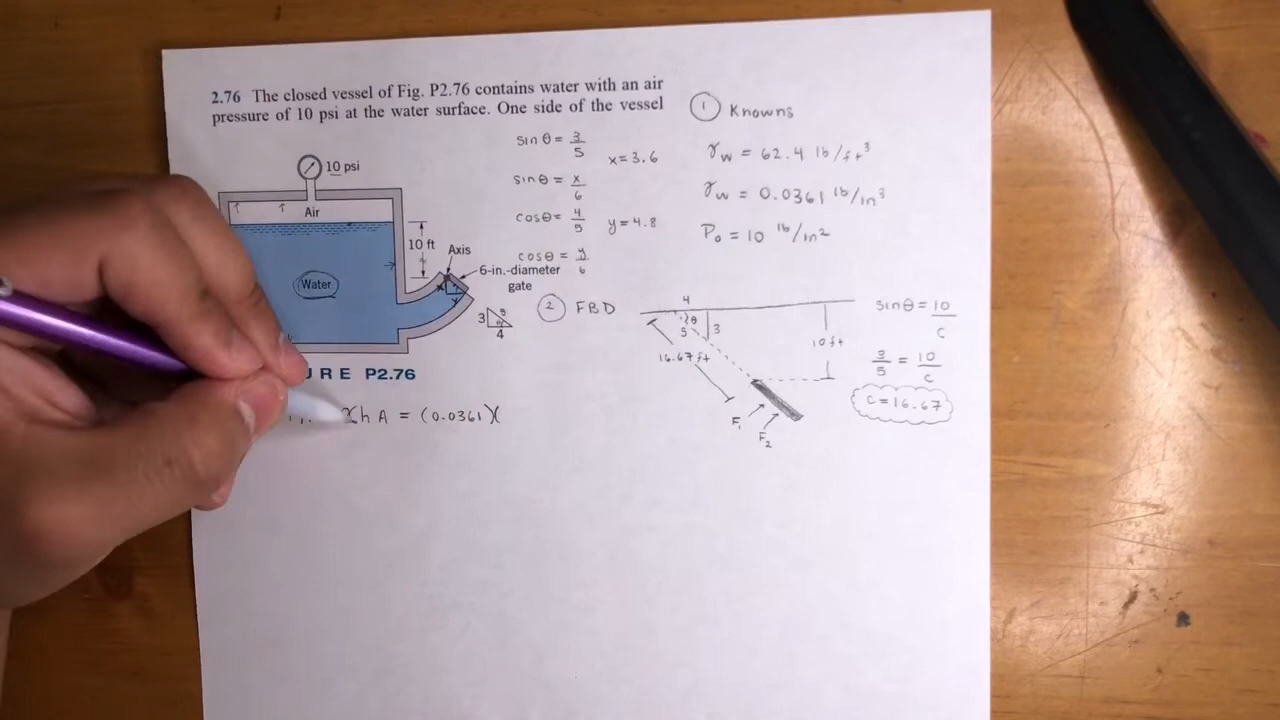 2.76 The closed vessel of Fig. P2.76 contains water with an air
pressure of 10 psi at the water surface. One side of the vessel
10 psi
Air
10 ft
Axis
6-in.-diameter
gate
Water
x
y
3
5
θ
4
URE P2.76
sin θ = 3/5
x = 3.6
sin θ = x/6
cos θ = 4/5
y = 4.8
cos θ = y/6
1 Knowns
γw = 62.4 lb/ft³
γw = 0.0361 lb/in³
P₀ = 10 lb/in²
2 FBD
4
θ
5
3
16.67 ft
10 ft
F₁
F₂
sin θ = 10/c
3/5 = 10/c
c = 16.67
γhA = (0.0361)(